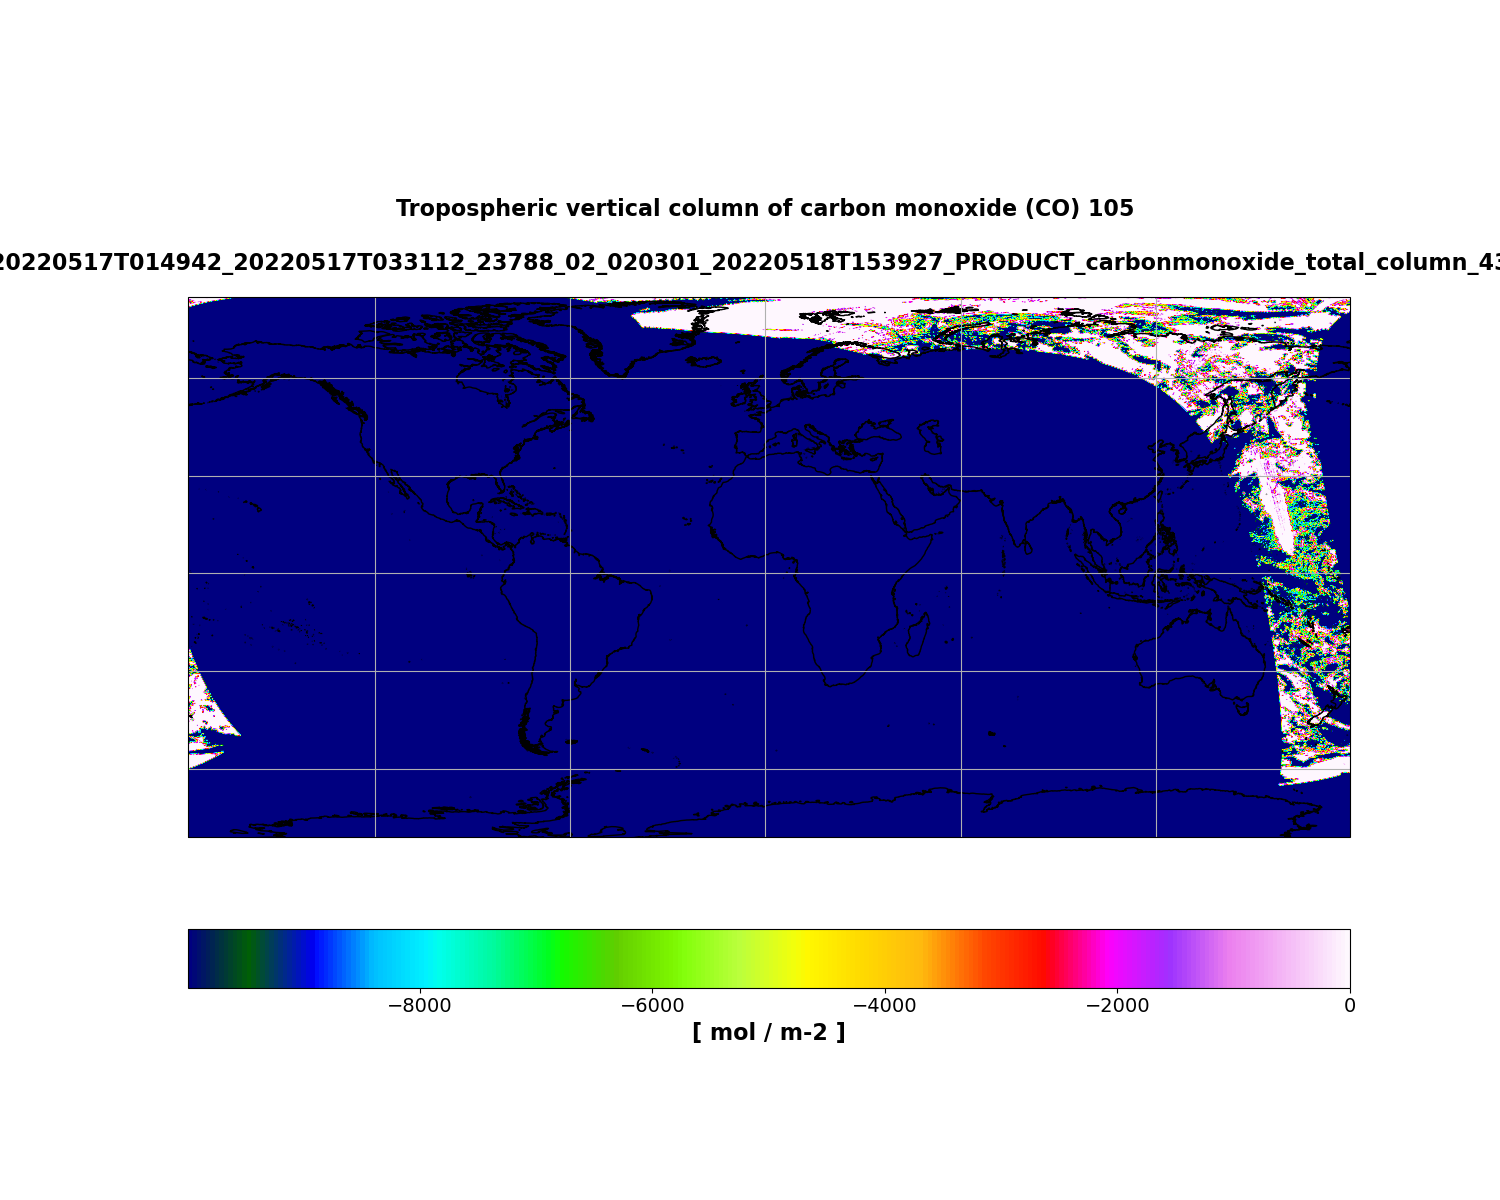 Tropospheric vertical column of carbon monoxide (CO) 105
20220517T014942_20220517T033112_23788_02_020301_20220518T153927_PRODUCT_carbonmonoxide_total_column_43
−8000 −6000 −4000 −2000 0
[ mol / m-2 ]